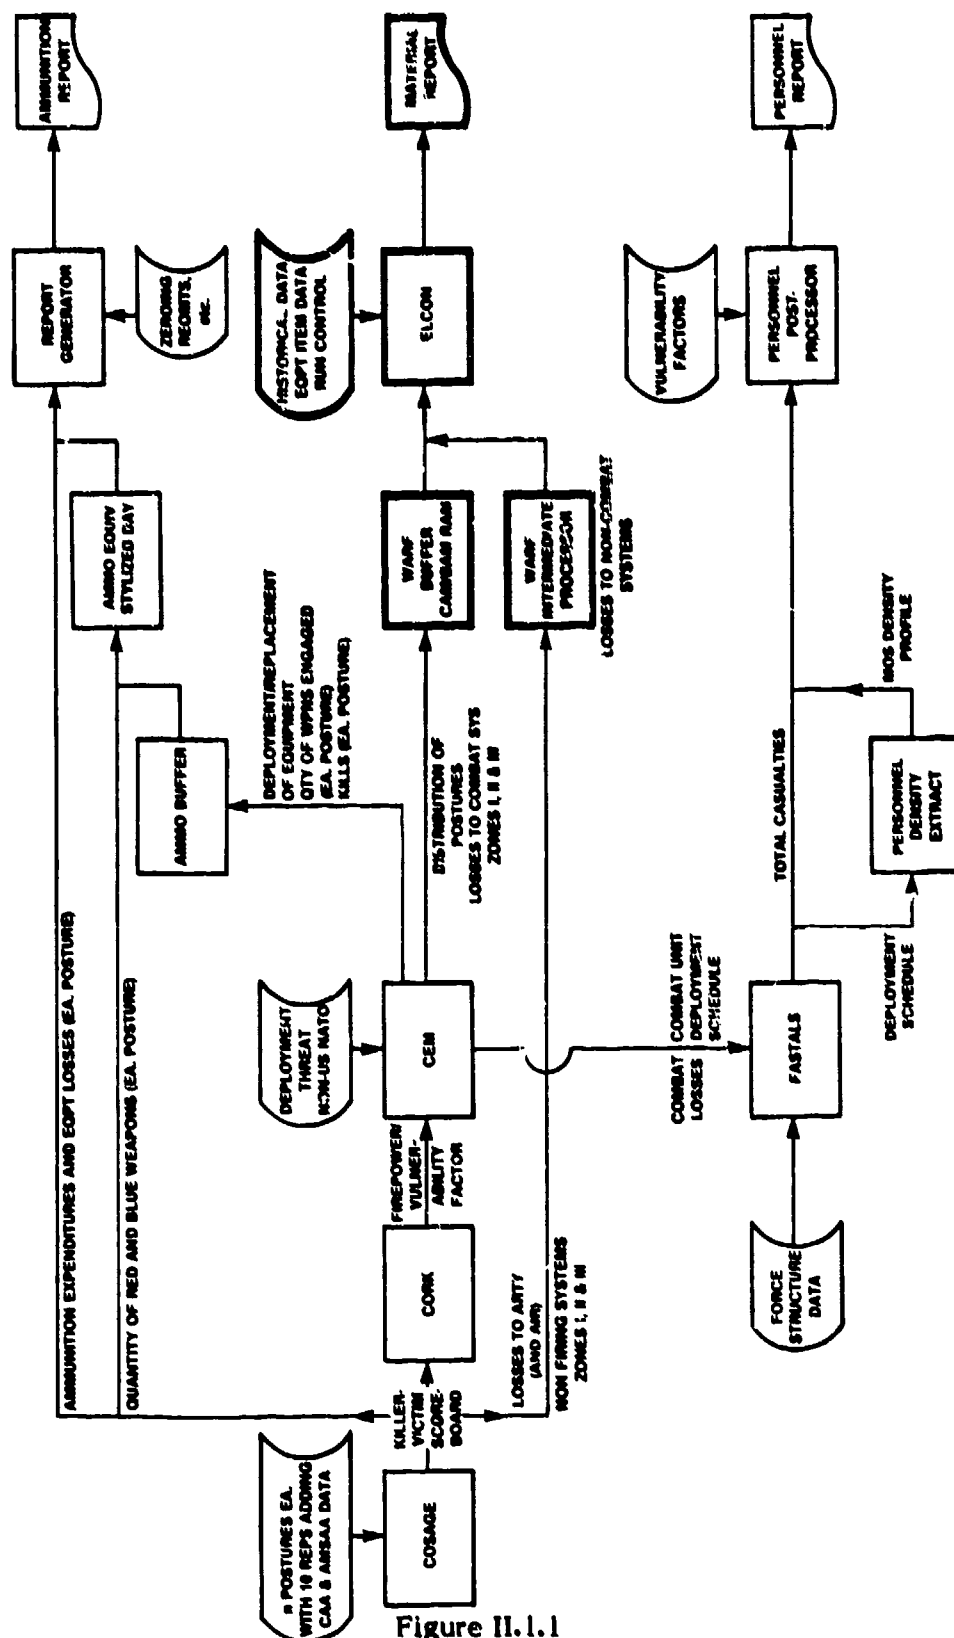 AMMUNITION
REPORT
REPORT
GENERATOR
ZEROING
REQMTS,
etc.
AMMO EQUIV
STYLIZED DAY
AMMO BUFFER
AMMUNITION EXPENDITURES AND EQPT LOSSES (EA. POSTURE)
QUANTITY OF RED AND BLUE WEAPONS (EA. POSTURE)
DEPLOYMENT/REPLACEMENT
OF EQUIPMENT
QTY OF WPNS ENGAGED
(EA. POSTURE)
KILLS (EA. POSTURE)
n POSTURES EA.
WITH 10 REPS ADDING
CAA & AMSAA DATA
COSAGE
KILLER-
VICTIM
SCORE-
BOARD
CORK
FIREPOWER/
VULNER-
ABILITY
FACTOR
DEPLOYMENT
THREAT
NON-US NATO
CEM
DISTRIBUTION OF
POSTURES
LOSSES TO COMBAT SYS
ZONES I, II & III
WARF
BUFFER
CAMBAN RAM
HISTORICAL DATA
EQPT ITEM DATA
RUN CONTROL
ELCON
MATERIAL
REPORT
LOSSES TO ARTY
(AND AIR)
NON FIRING SYSTEMS
ZONES I, II & III
WARF
INTERMEDIATE
PROCESSOR
LOSSES TO NON-COMBAT
SYSTEMS
COMBAT COMBAT UNIT
LOSSES DEPLOYMENT
SCHEDULE
FORCE
STRUCTURE
DATA
FASTALS
TOTAL CASUALTIES
DEPLOYMENT
SCHEDULE
PERSONNEL
DENSITY
EXTRACT
MOS DENSITY
PROFILE
VULNERABILITY
FACTORS
PERSONNEL
POST-
PROCESSOR
PERSONNEL
REPORT
Figure II.1.1